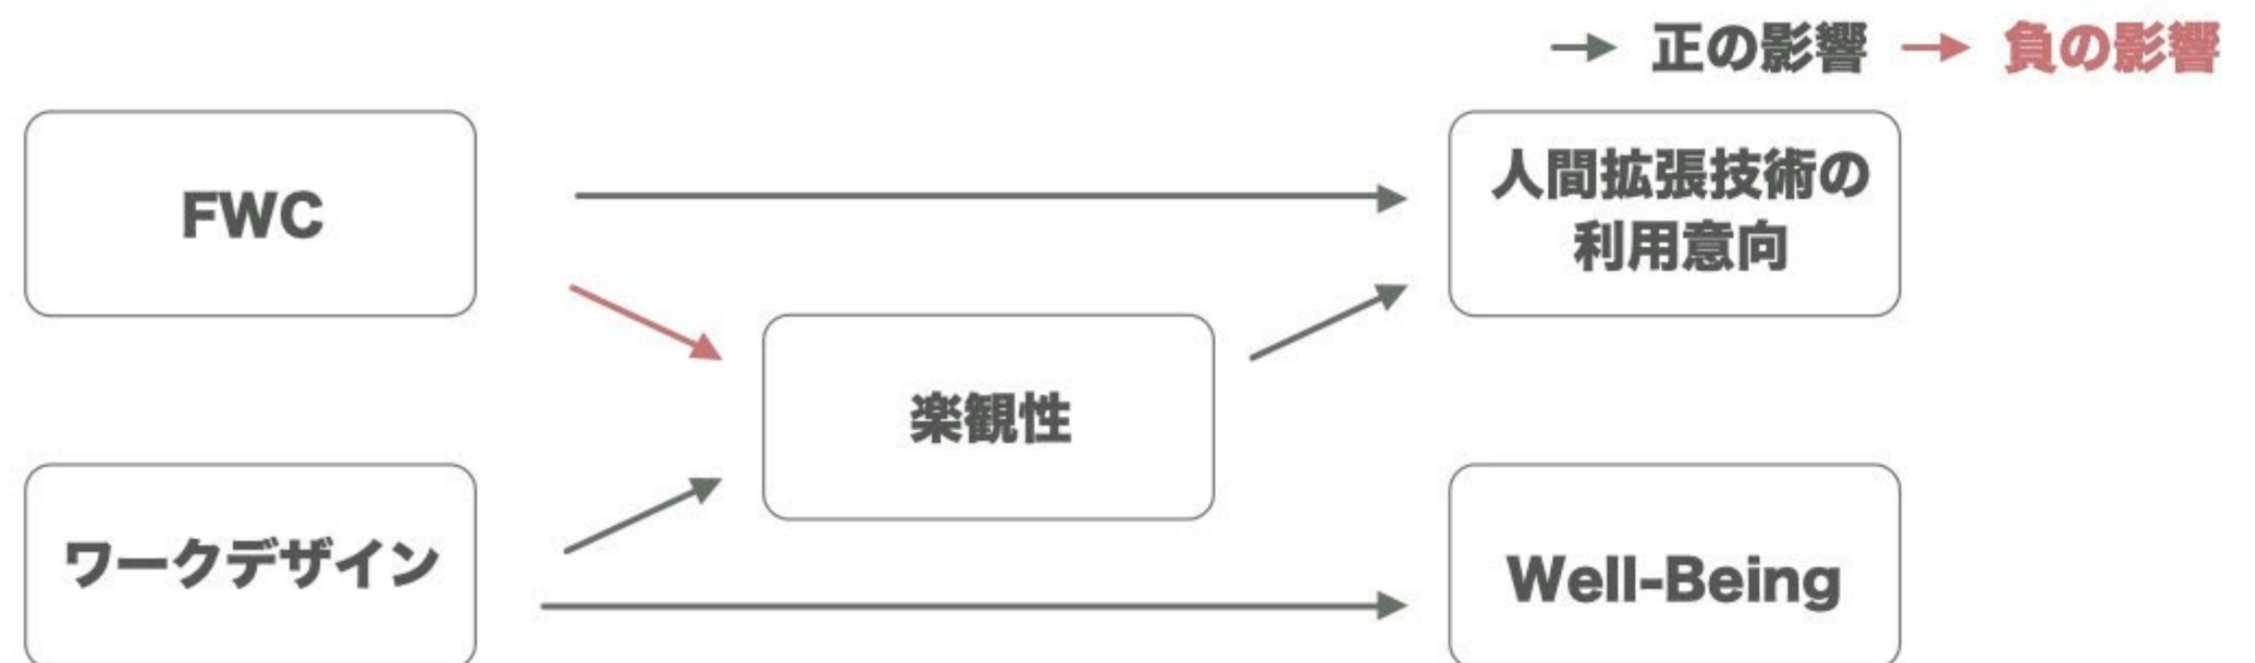 正の影響 負の影響
FWC
人間拡張技術の
利用意向
楽観性
ワークデザイン
Well-Being